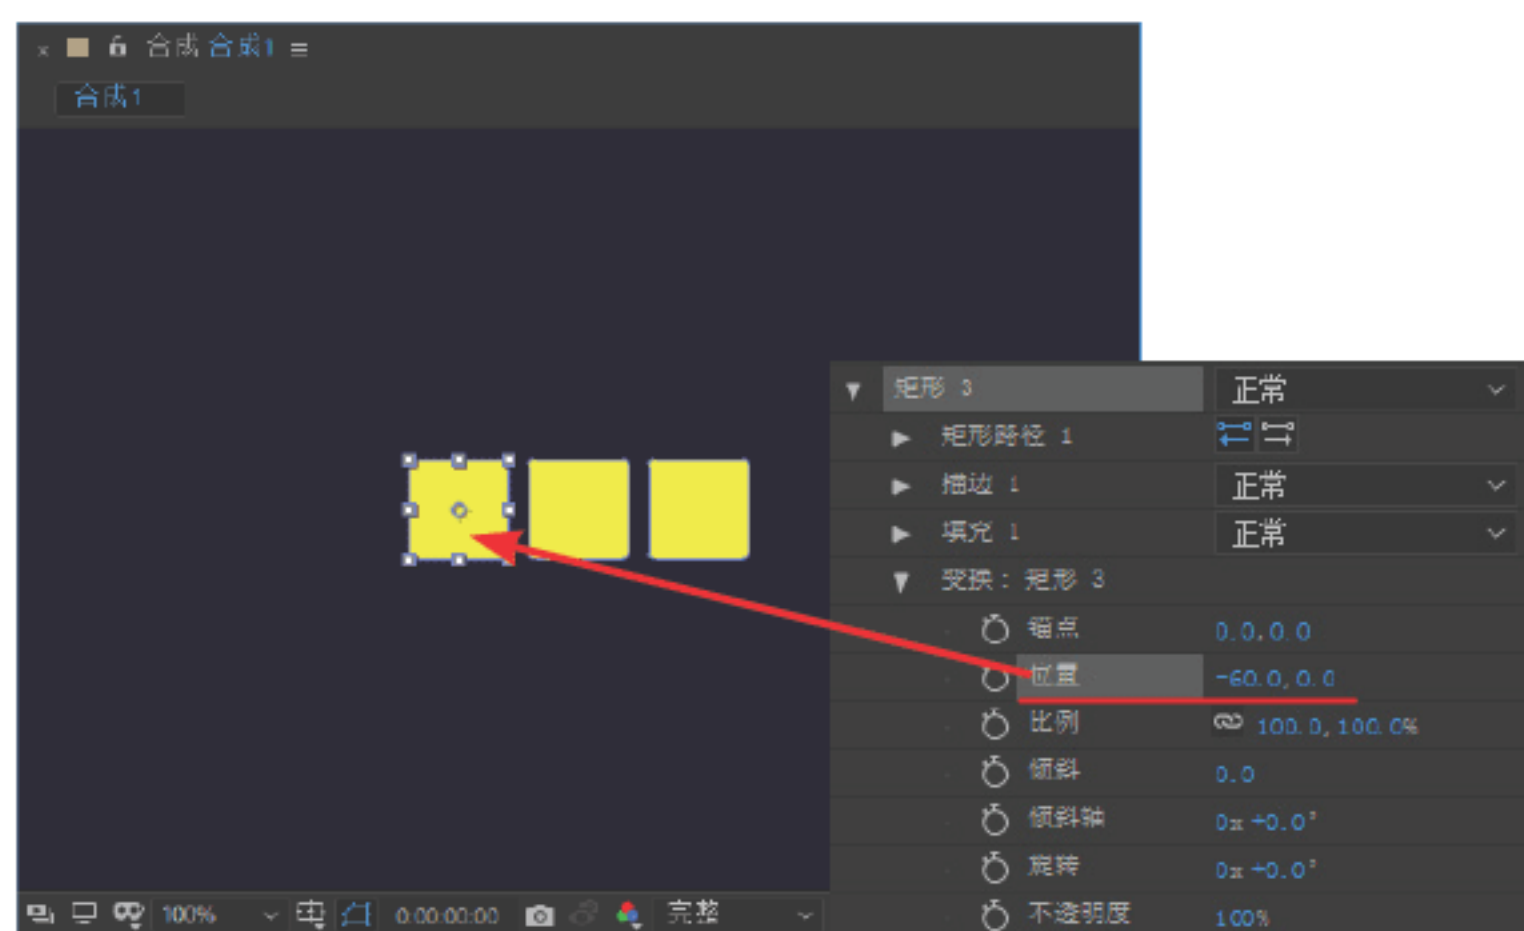 合成 合成1
合成1
矩形 3 正常
矩形路径 1
描边 1 正常
填充 1 正常
变换：矩形 3
锚点 0.0,0.0
位置 -60.0,0.0
比例 100.0,100.0%
倾斜 0.0
倾斜轴 0x+0.0°
旋转 0x+0.0°
不透明度 100%
100% 0:00:00:00 完整